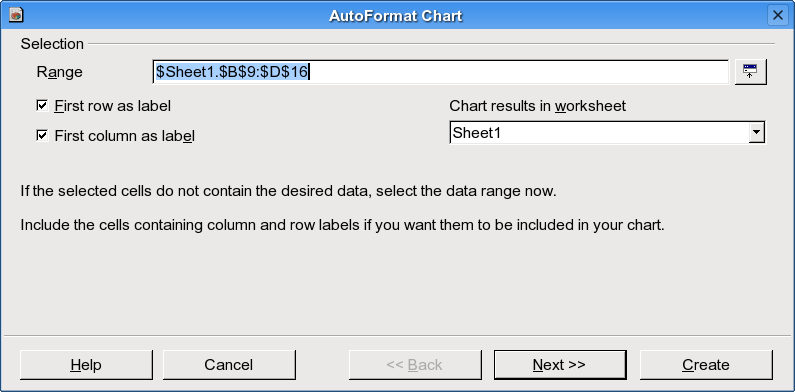 AutoFormat Chart
Selection
Range $Sheet1.$B$9:$D$16
First row as label Chart results in worksheet
First column as label Sheet1
If the selected cells do not contain the desired data, select the data range now.
Include the cells containing column and row labels if you want them to be included in your chart.
Help Cancel << Back Next >> Create